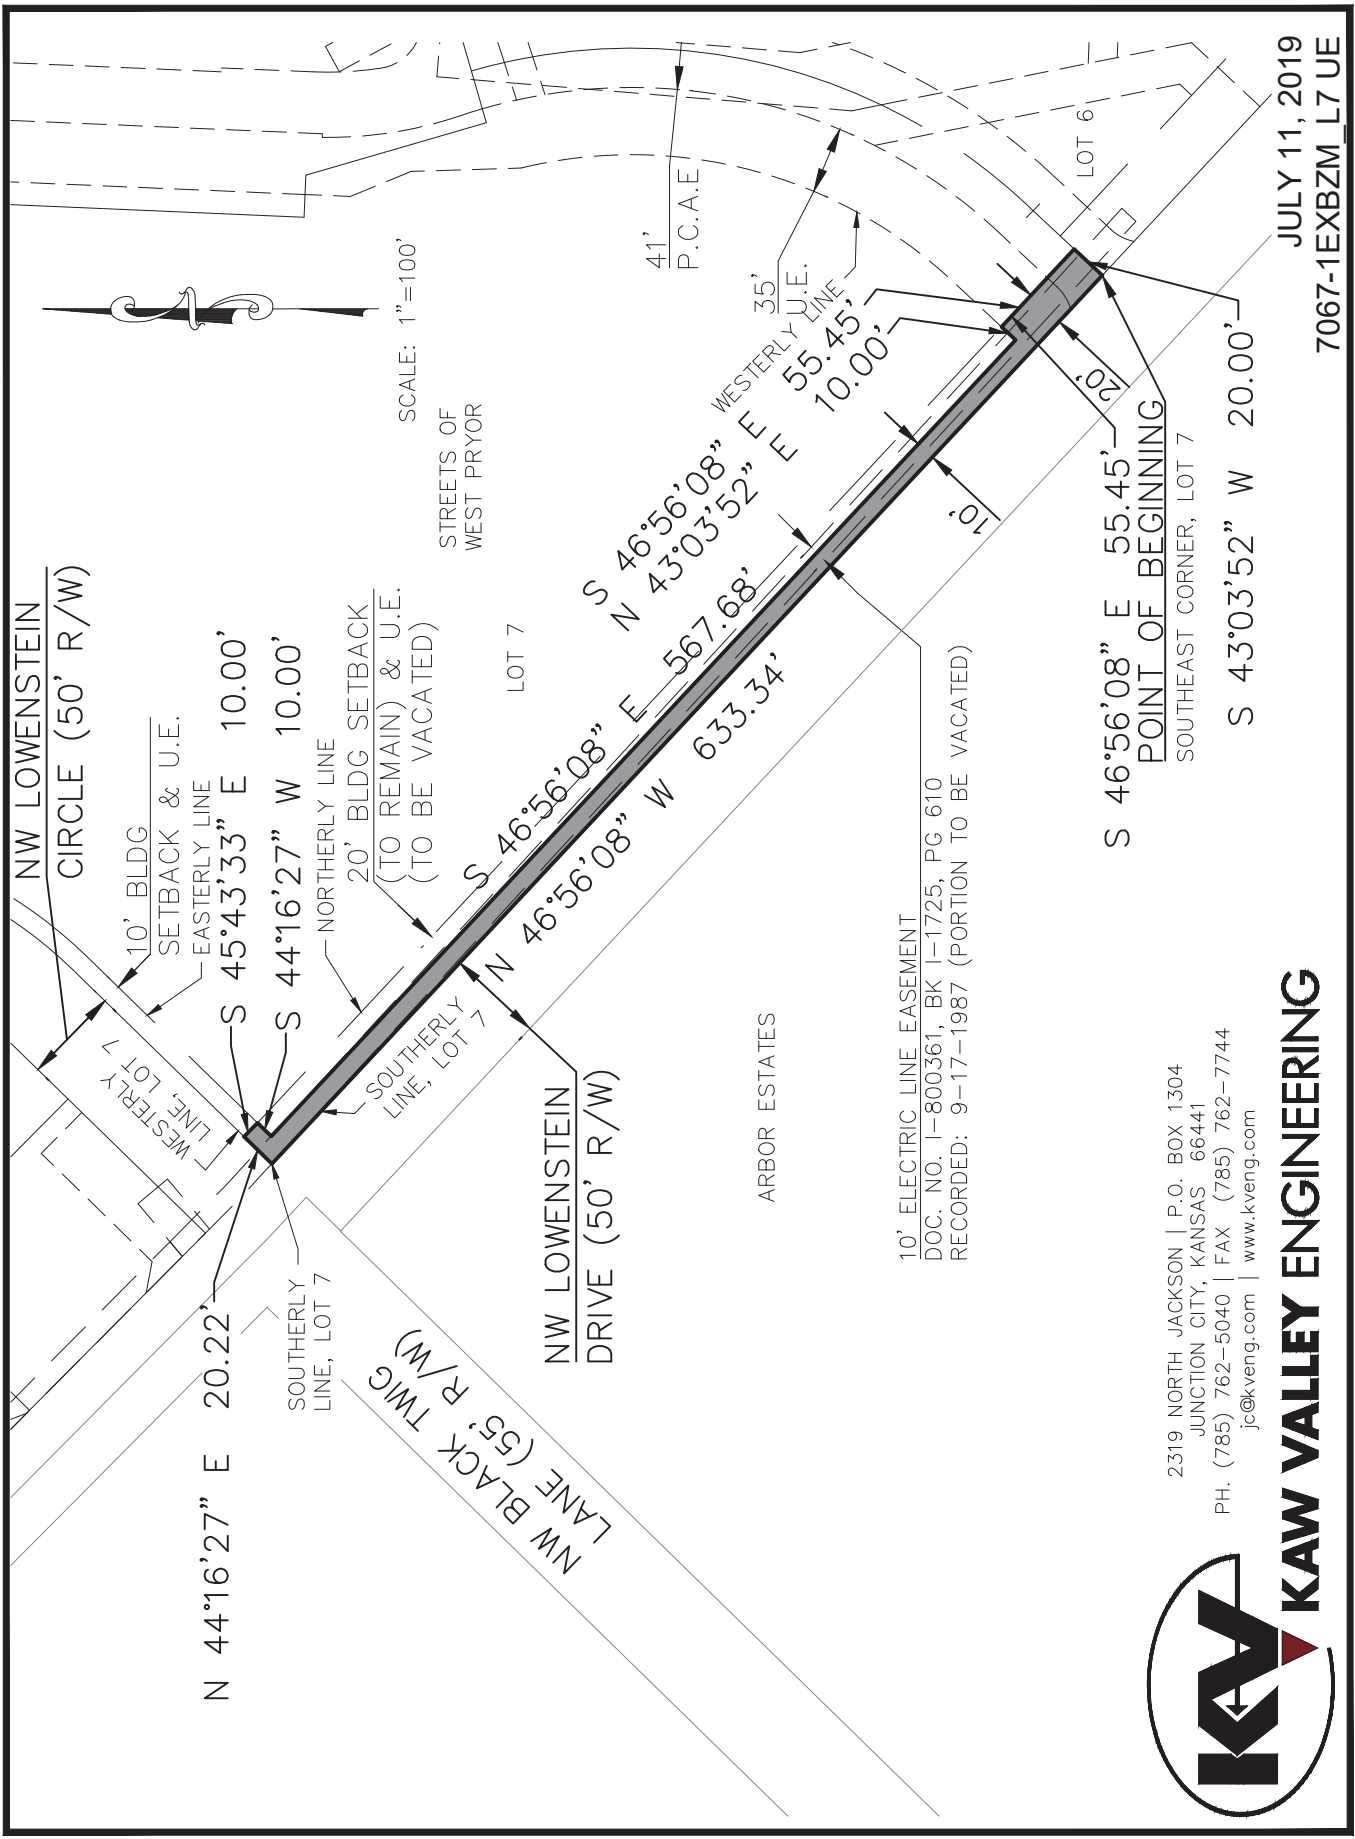 NW LOWENSTEIN
CIRCLE (50' R/W)
10' BLDG
SETBACK & U.E.
EASTERLY LINE
S 45°43'33" E 10.00'
S 44°16'27" W 10.00'
NORTHERLY LINE
20' BLDG SETBACK
(TO REMAIN) & U.E.
(TO BE VACATED)
LOT 7
SCALE: 1"=100'
STREETS OF
WEST PRYOR
41'
P.C.A.E
35'
U.E.
WESTERLY LINE
LOT 6
WESTERLY
LINE, LOT 7
N 44°16'27" E 20.22'
SOUTHERLY
LINE, LOT 7
SOUTHERLY
LINE, LOT 7
S 46°56'08" E 567.68'
N 46°56'08" W 633.34'
S 46°56'08" E 55.45'
N 43°03'52" E 10.00'
10'
20'
S 46°56'08" E 55.45'
POINT OF BEGINNING
SOUTHEAST CORNER, LOT 7
S 43°03'52" W 20.00'
NW LOWENSTEIN
DRIVE (50' R/W)
NW BLACK TWIG
LANE (55' R/W)
ARBOR ESTATES
10' ELECTRIC LINE EASEMENT
DOC. NO. I-800361, BK I-1725, PG 610
RECORDED: 9-17-1987 (PORTION TO BE VACATED)
KV
2319 NORTH JACKSON | P.O. BOX 1304
JUNCTION CITY, KANSAS 66441
PH. (785) 762-5040 | FAX (785) 762-7744
jc@kveng.com | www.kveng.com
KAW VALLEY ENGINEERING
JULY 11, 2019
7067-1EXBZM_L7 UE